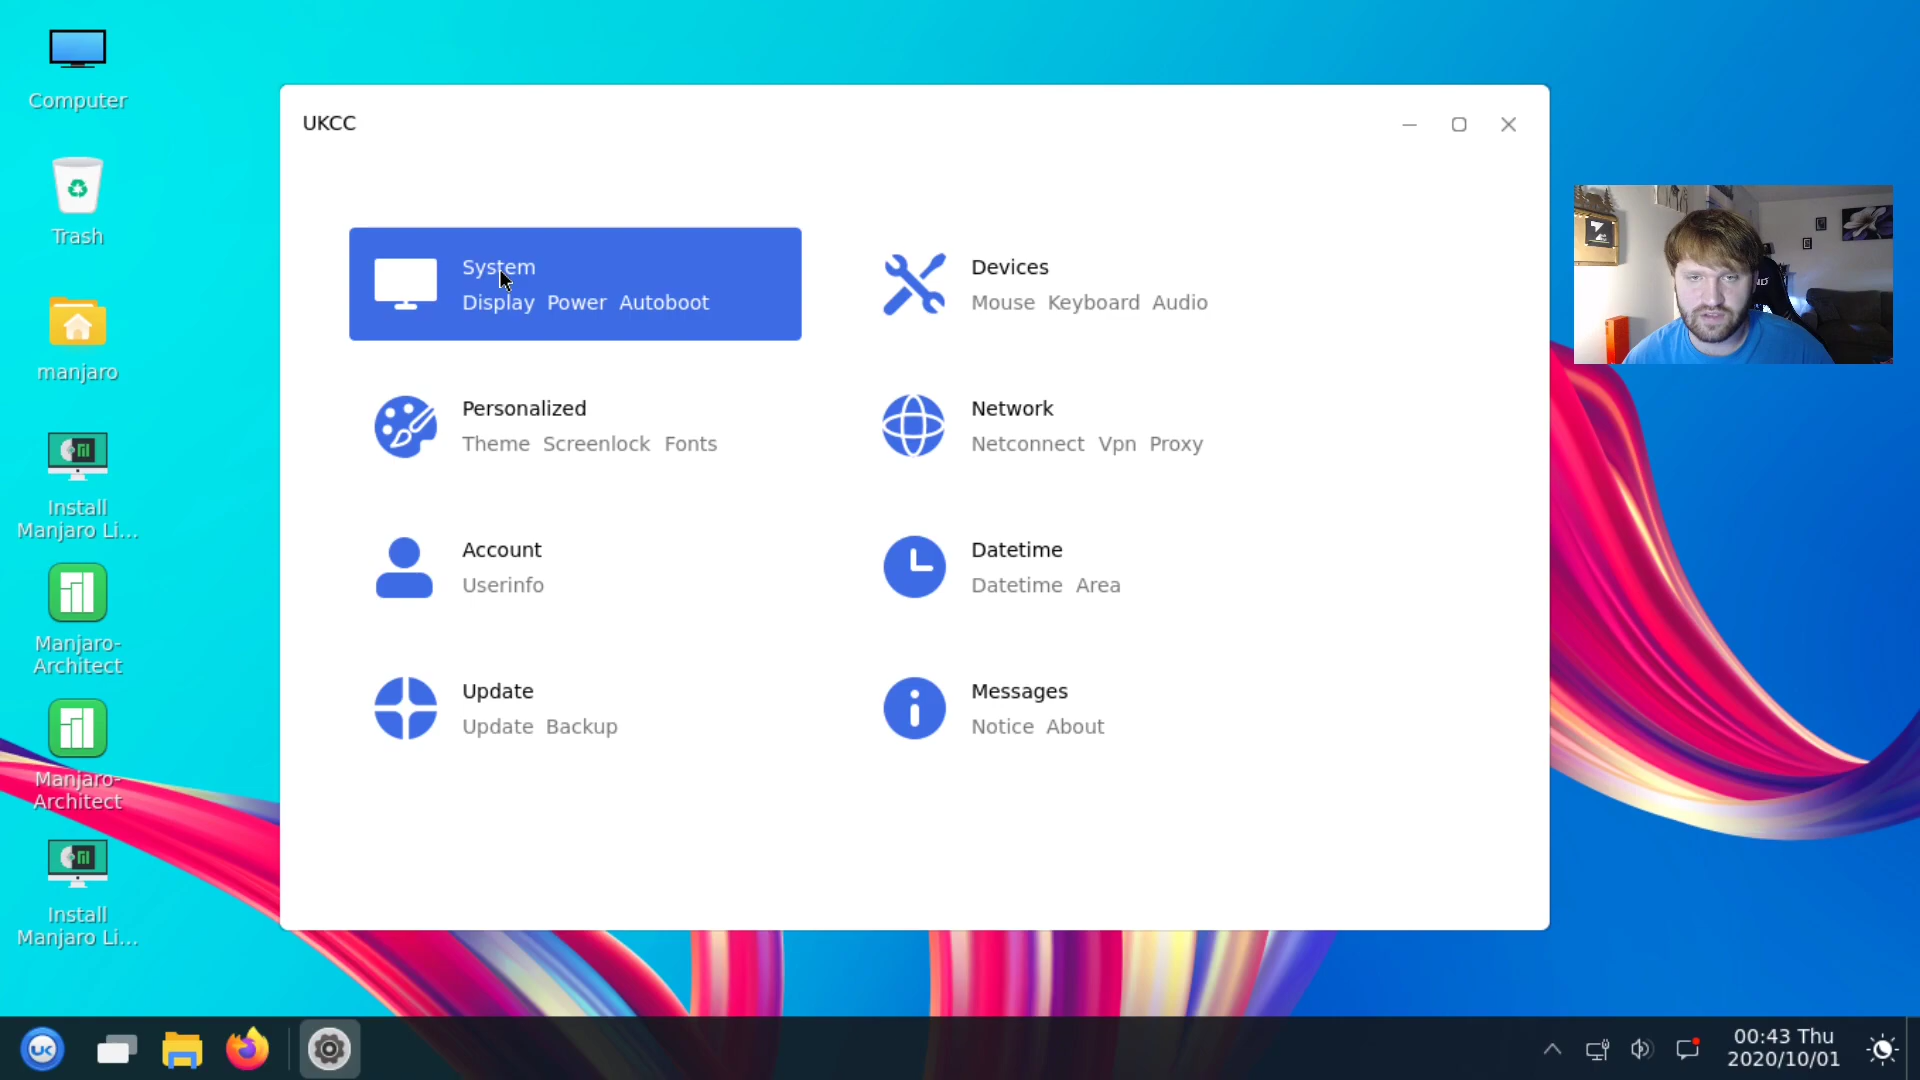 Computer
Trash
manjaro
Install
Manjaro Li...
Manjaro-
Architect
Manjaro-
Architect
Install
Manjaro Li...
UKCC
System
Display Power Autoboot
Devices
Mouse Keyboard Audio
Personalized
Theme Screenlock Fonts
Network
Netconnect Vpn Proxy
Account
Userinfo
Datetime
Datetime Area
Update
Update Backup
Messages
Notice About
UK
00:43 Thu
2020/10/01